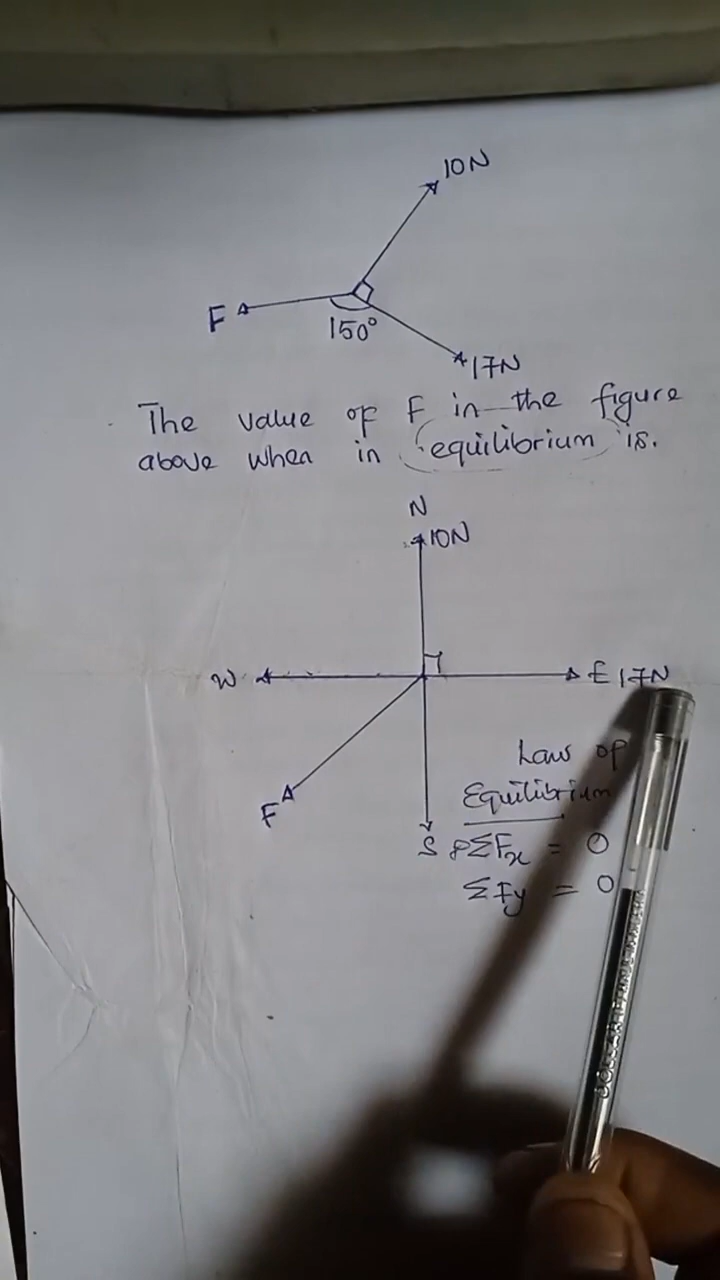 10N
F
150°
17N
The value of F in the figure
above when in equilibrium is.
N
10N
W
E 17N
F
Law of
Equilibrium
S ΣFx = 0
ΣFy = 0